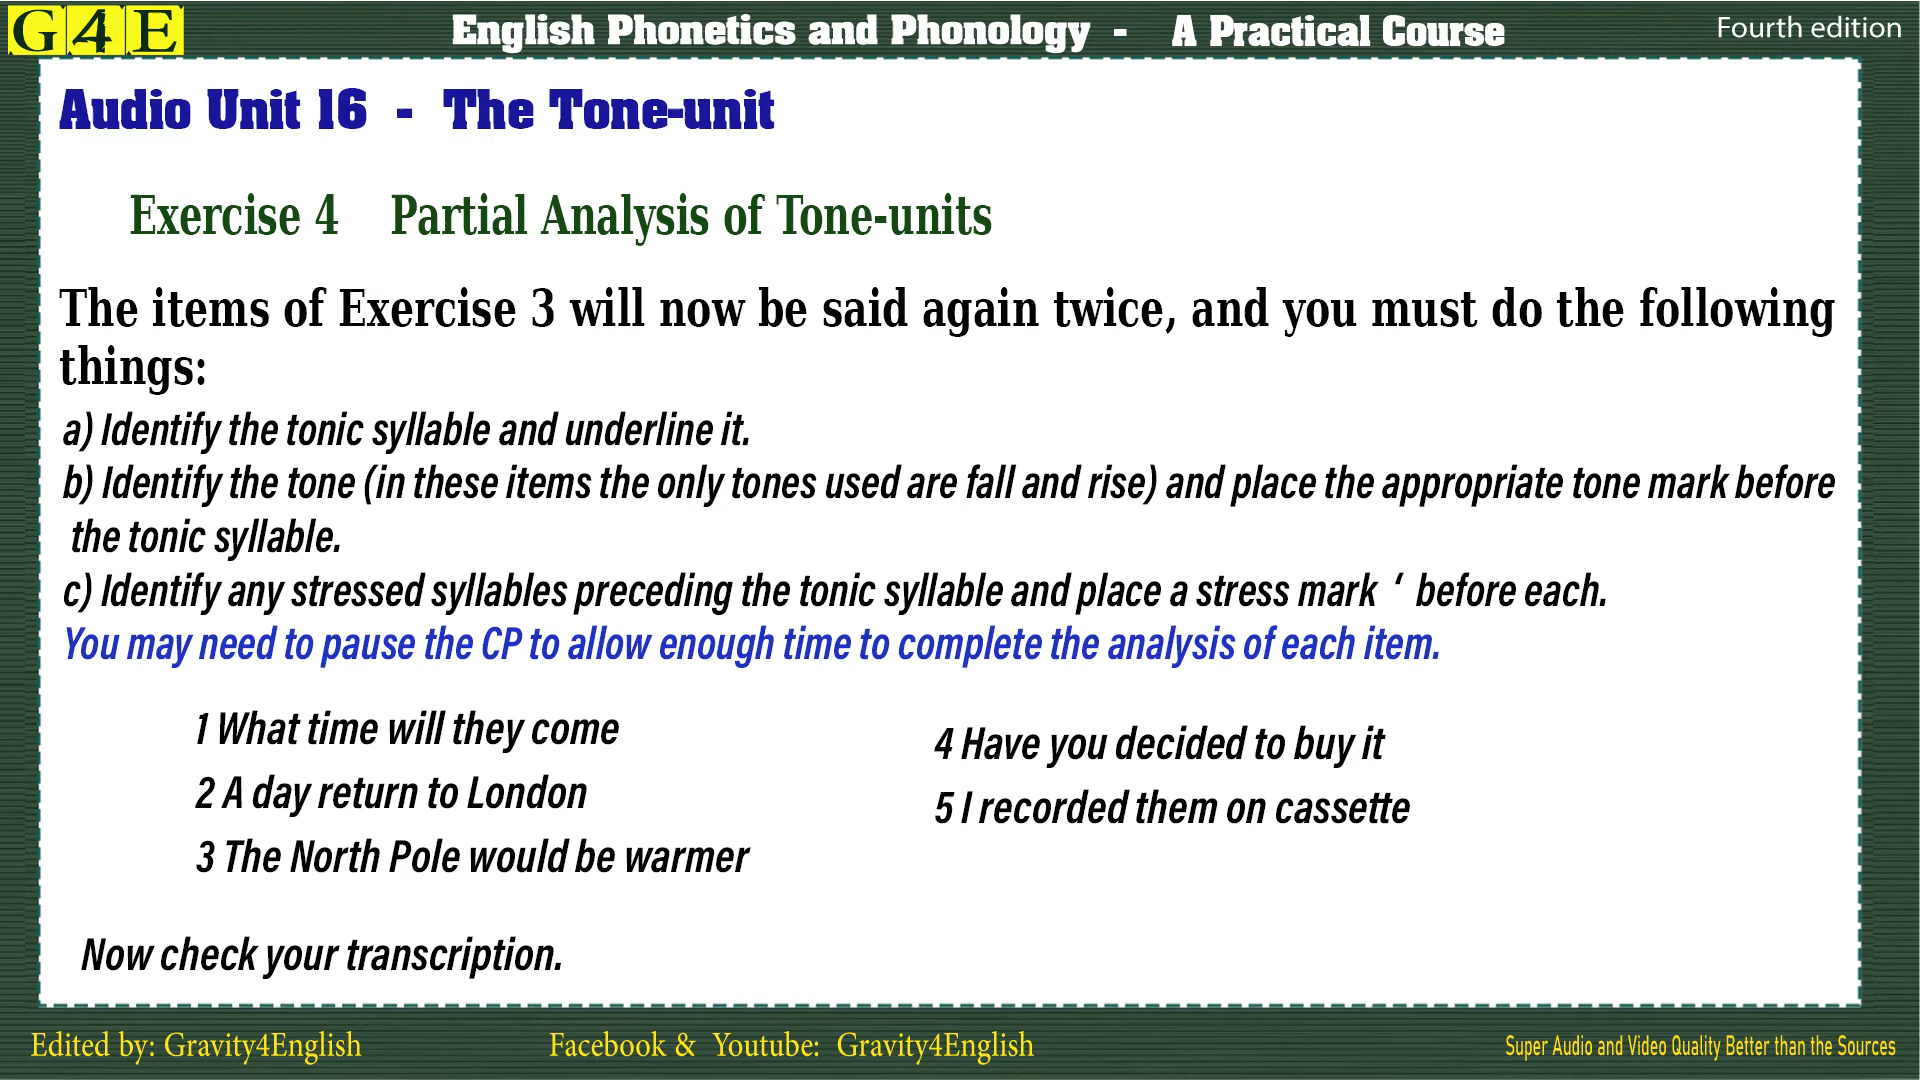 G4E
English Phonetics and Phonology - A Practical Course
Fourth edition
Audio Unit 16 - The Tone-unit
Exercise 4 Partial Analysis of Tone-units
The items of Exercise 3 will now be said again twice, and you must do the following
things:
a) Identify the tonic syllable and underline it.
b) Identify the tone (in these items the only tones used are fall and rise) and place the appropriate tone mark before
the tonic syllable.
c) Identify any stressed syllables preceding the tonic syllable and place a stress mark ‘ before each.
You may need to pause the CP to allow enough time to complete the analysis of each item.
1 What time will they come
2 A day return to London
3 The North Pole would be warmer
4 Have you decided to buy it
5 I recorded them on cassette
Now check your transcription.
Edited by: Gravity4English
Facebook & Youtube: Gravity4English
Super Audio and Video Quality Better than the Sources